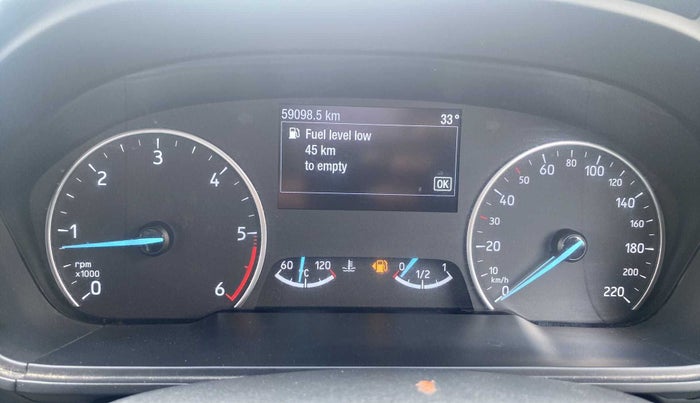 59098.5 km 33°
Fuel level low
45 km
to empty
OK
0 1 2 3 4 5 6
rpm
x1000
60 °C 120
0 1/2 1
0 10 20 30 40 50 60 80 100 120 140 160 180 200 220
km/h